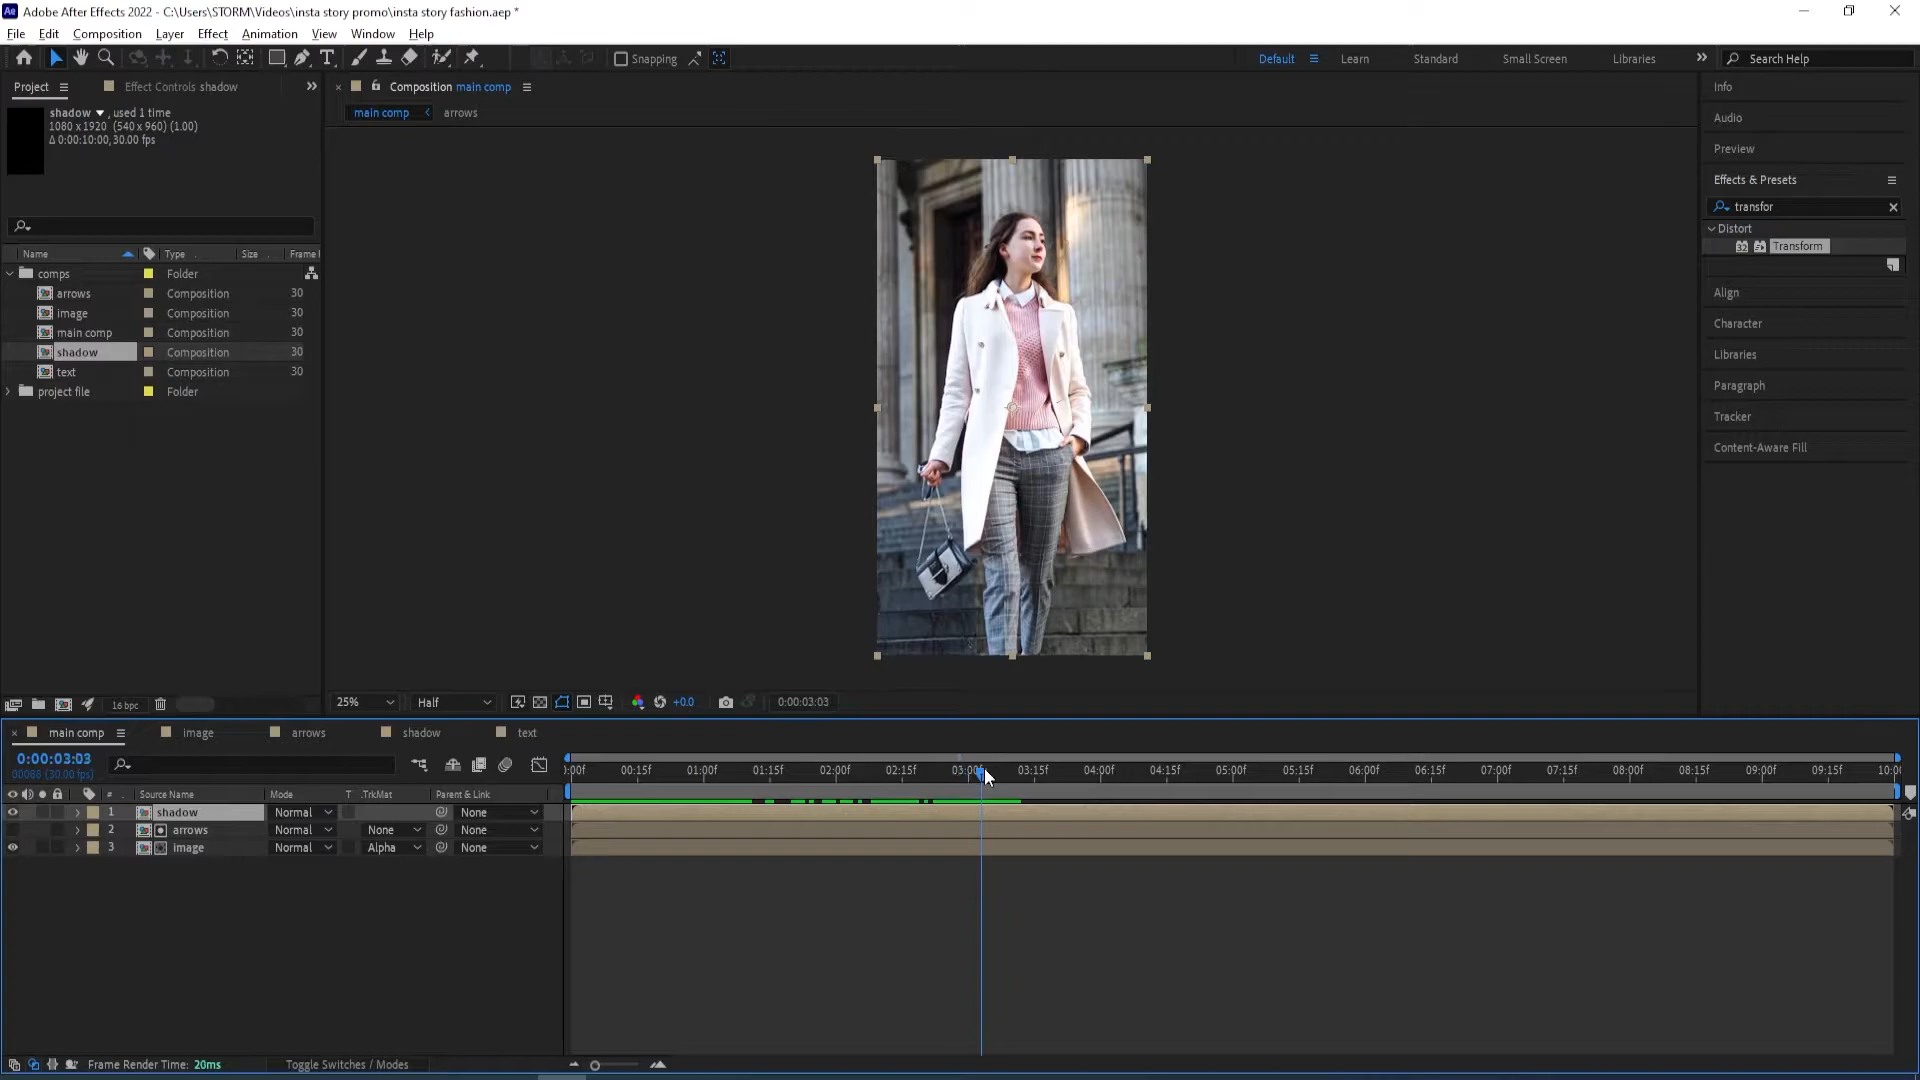 Adobe After Effects 2022 - C:\Users\STORM\Videos\insta story promo\insta story fashion.aep *
File Edit Composition Layer Effect Animation View Window Help
Snapping
Default Learn Standard Small Screen Libraries Search Help
Project Effect Controls shadow
shadow , used 1 time
1080 x 1920 (540 x 960) (1.00)
Δ 0:00:10:00, 30.00 fps
Name Type Size Frame
comps Folder
arrows Composition 30
image Composition 30
main comp Composition 30
shadow Composition 30
text Composition 30
project file Folder
16 bpc
Composition main comp
main comp arrows
25% Half +0.0 0:00:03:03
Info
Audio
Preview
Effects & Presets
transfor
Distort
32 Transform
Align
Character
Libraries
Paragraph
Tracker
Content-Aware Fill
main comp image arrows shadow text
0:00:03:03
(30.00 fps)
:00f 00:15f 01:00f 01:15f 02:00f 02:15f 03:00f 03:15f 04:00f 04:15f 05:00f 05:15f 06:00f 06:15f 07:00f 07:15f 08:00f 08:15f 09:00f 09:15f 10:00
# Source Name Mode T .TrkMat Parent & Link
1 shadow Normal None
2 arrows Normal None None
3 image Normal Alpha None
Frame Render Time: 20ms Toggle Switches / Modes